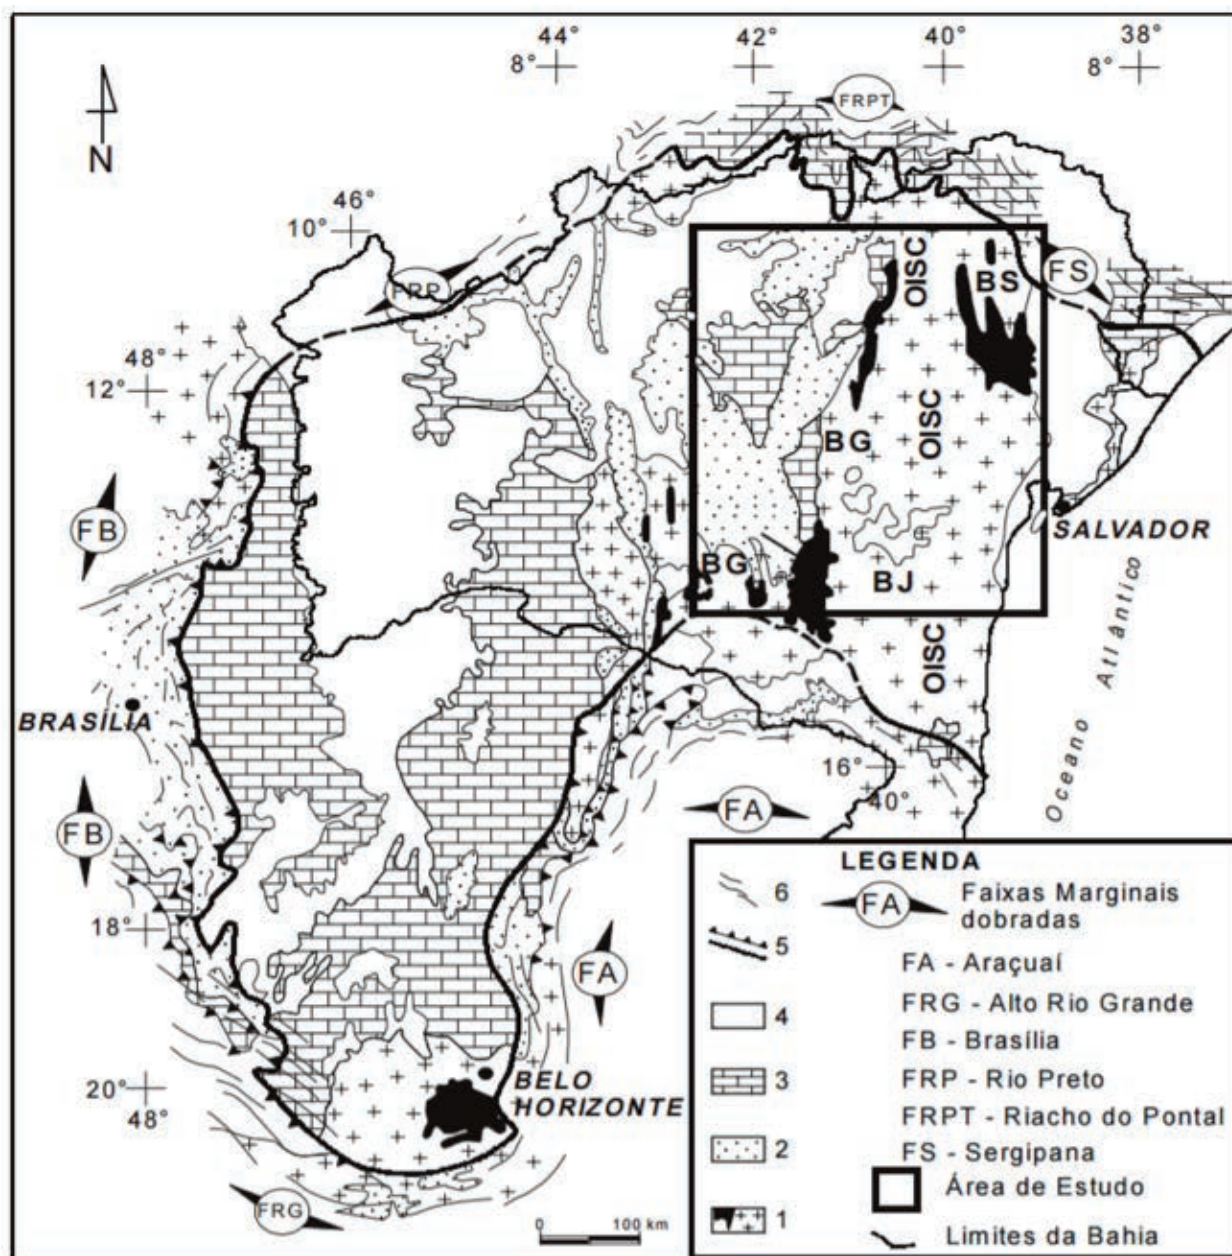 44°
42°
40°
38°
8°
8°
FRPT
N
46°
10°
FRP
OISC
BS
FS
48°
12°
OISC
BG
FB
SALVADOR
BG
BJ
OISC
Oceano Atlântico
BRASÍLIA
16°
40°
FA
FB
LEGENDA
6
FA
Faixas Marginais
dobradas
18°
5
FA
FA - Araçuaí
4
FRG - Alto Rio Grande
FB - Brasília
20°
48°
BELO
HORIZONTE
3
FRP - Rio Preto
FRPT - Riacho do Pontal
2
FS - Sergipana
Área de Estudo
FRG
0 100 km
1
Limites da Bahia